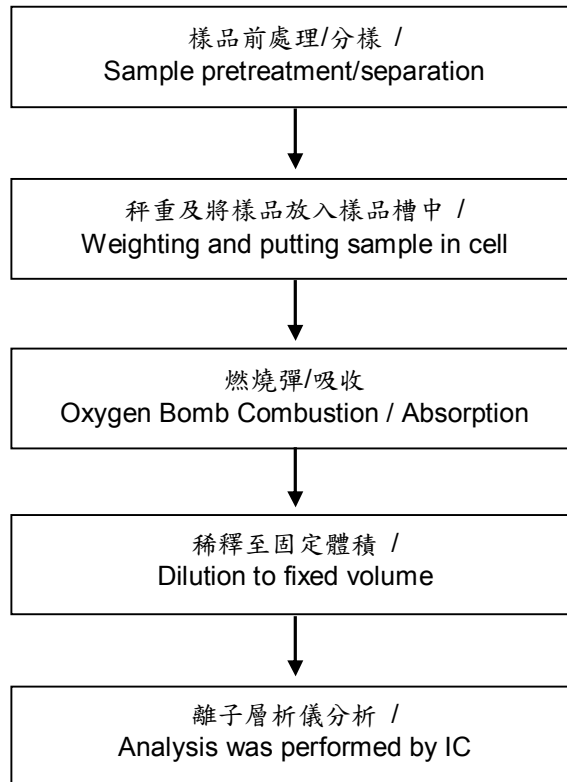 樣品前處理/分樣 /
Sample pretreatment/separation
秤重及將樣品放入樣品槽中 /
Weighting and putting sample in cell
燃燒彈/吸收
Oxygen Bomb Combustion / Absorption
稀釋至固定體積 /
Dilution to fixed volume
離子層析儀分析 /
Analysis was performed by IC